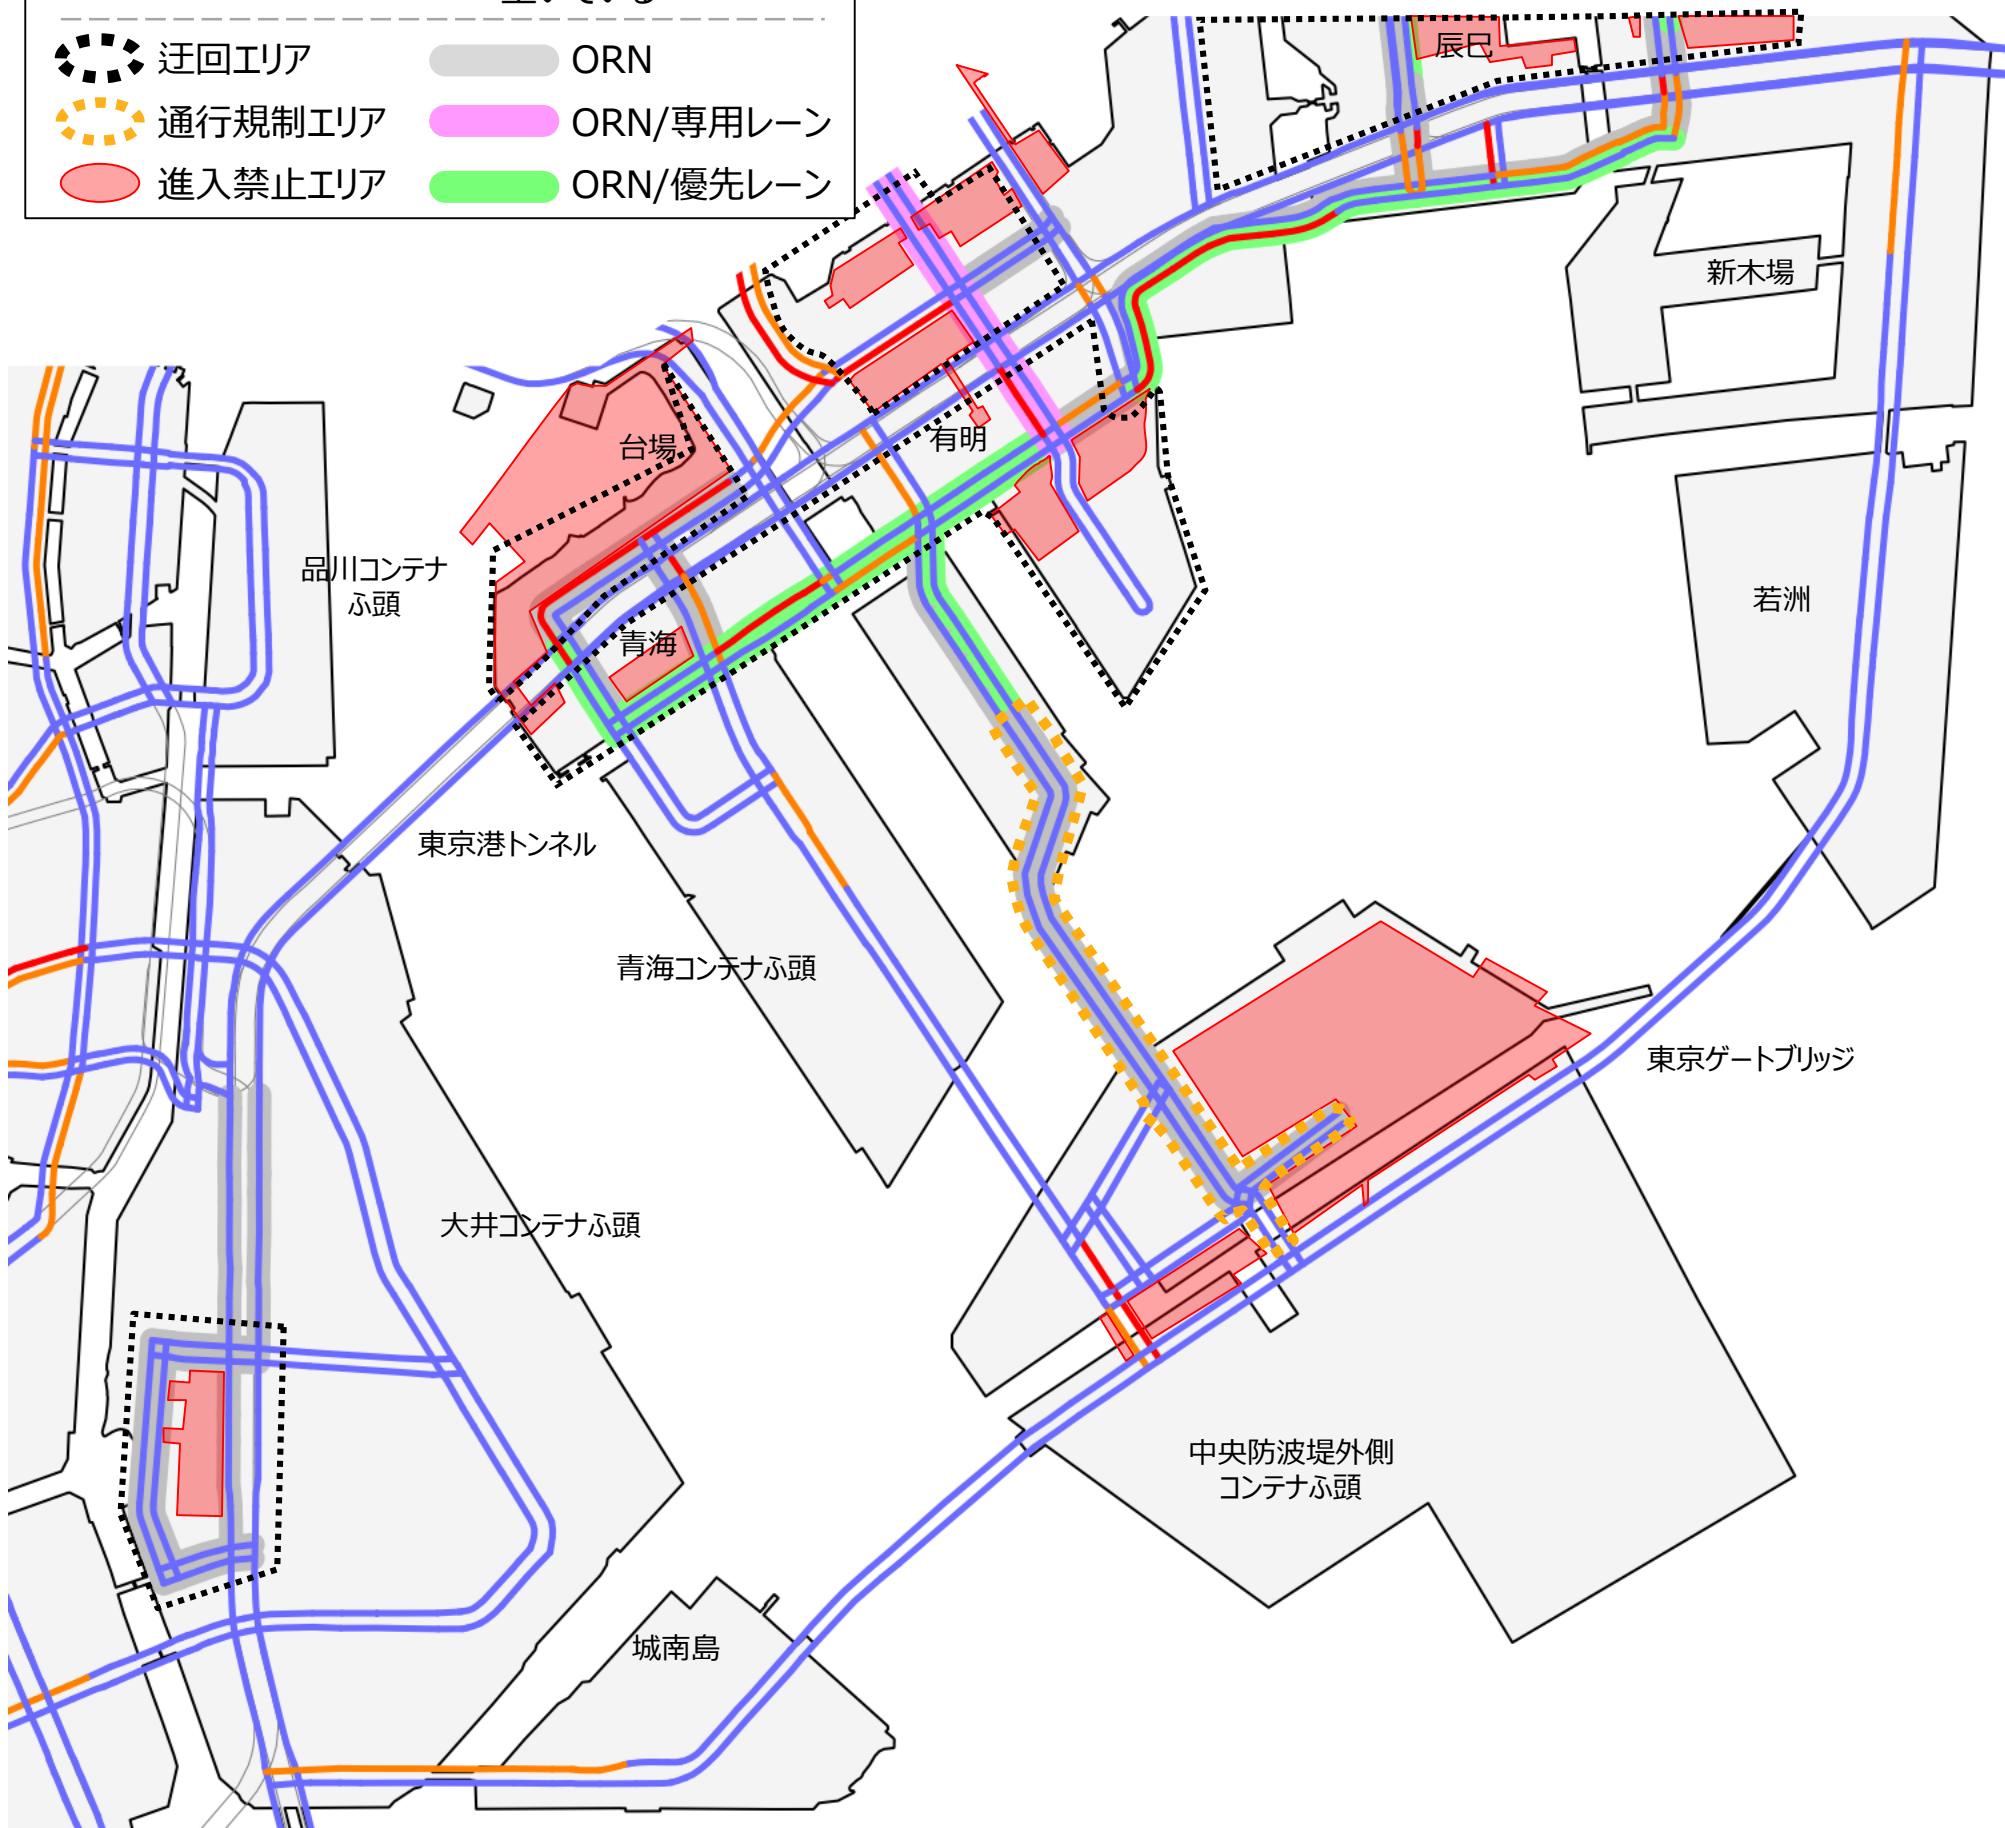 空いている
迂回エリア
ORN
通行規制エリア
ORN/専用レーン
進入禁止エリア
ORN/優先レーン
辰巳
新木場
台場
有明
品川コンテナ
ふ頭
青海
若洲
東京港トンネル
青海コンテナふ頭
東京ゲートブリッジ
大井コンテナふ頭
中央防波堤外側
コンテナふ頭
城南島